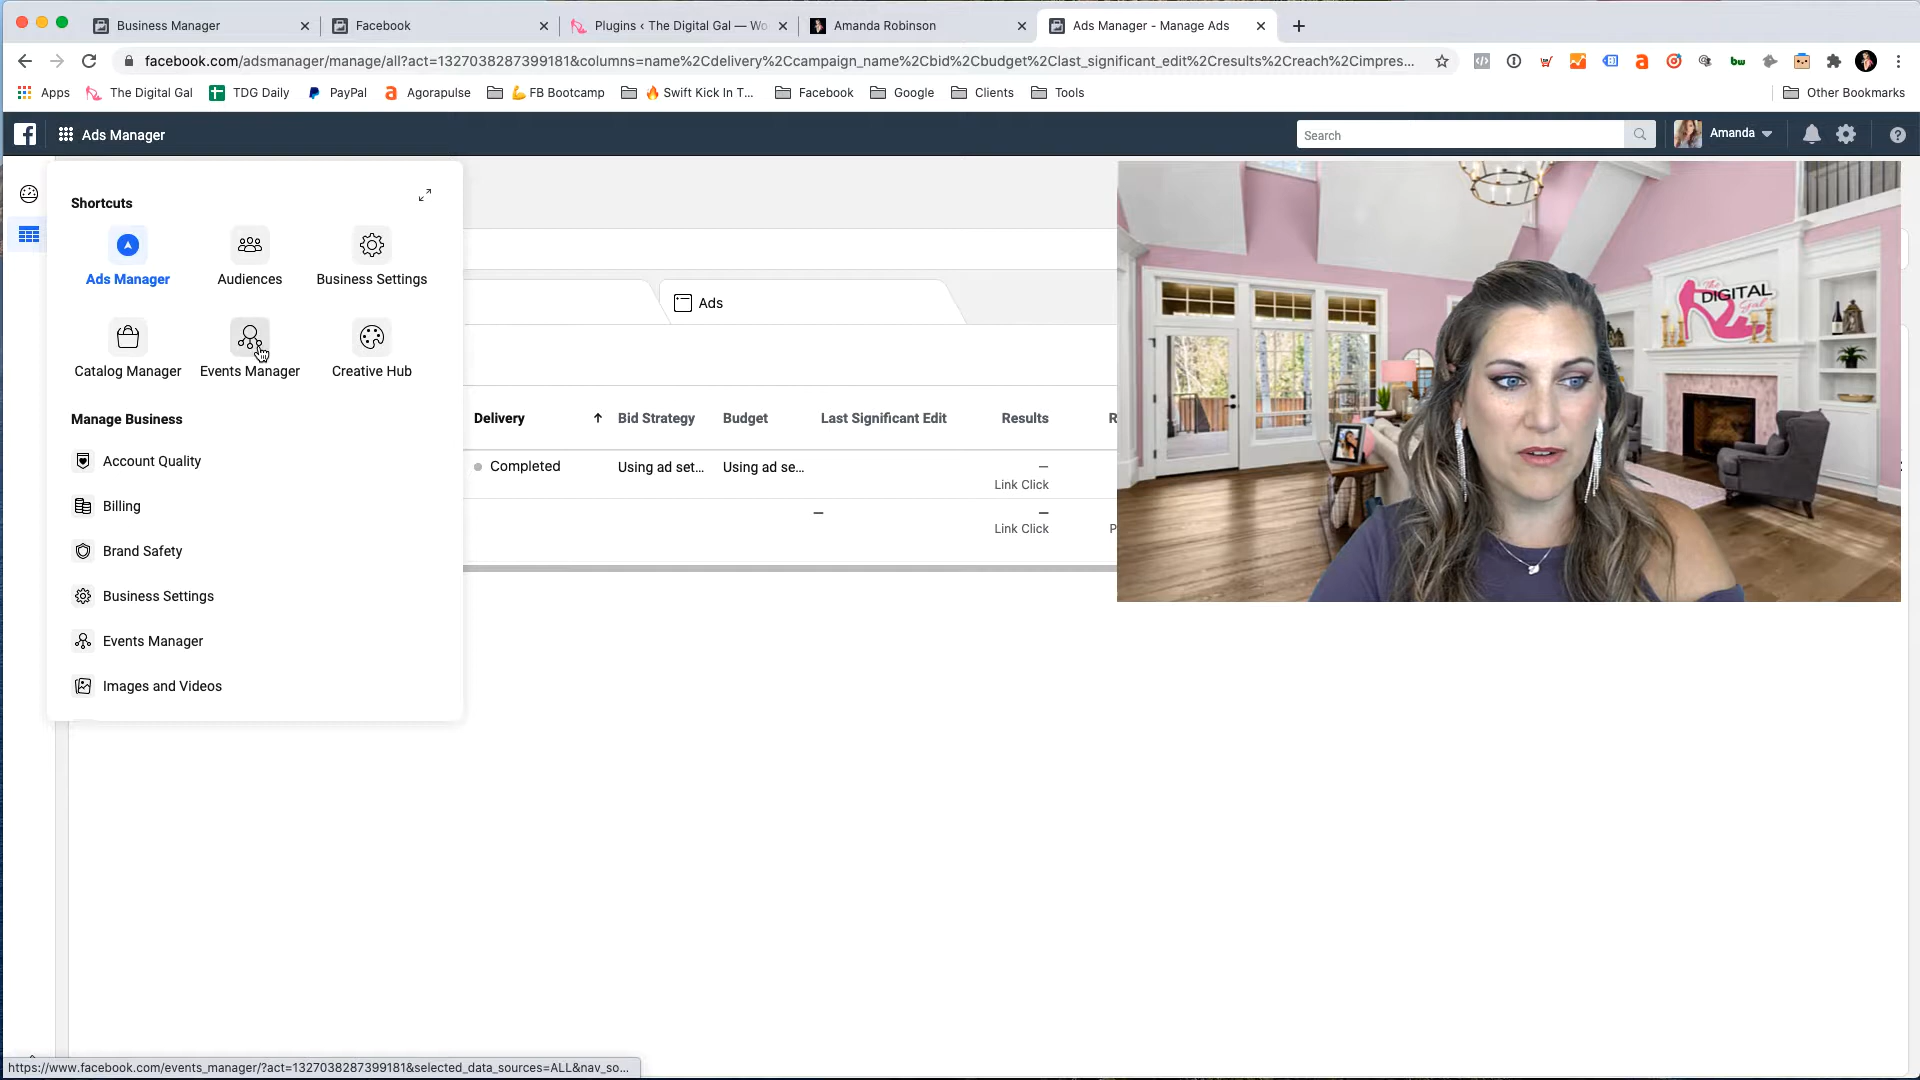 Business Manager
Facebook
Plugins ‹ The Digital Gal — Wo
Amanda Robinson
Ads Manager - Manage Ads
facebook.com/adsmanager/manage/all?act=1327038287399181&columns=name%2Cdelivery%2Ccampaign_name%2Cbid%2Cbudget%2Clast_significant_edit%2Cresults%2Creach%2Cimpres...
bw
Apps
The Digital Gal
TDG Daily
PayPal
Agorapulse
💪 FB Bootcamp
🔥 Swift Kick In T...
Facebook
Google
Clients
Tools
Other Bookmarks
Ads Manager
Search
Amanda
Shortcuts
Ads Manager
Audiences
Business Settings
Catalog Manager
Events Manager
Creative Hub
Manage Business
Account Quality
Billing
Brand Safety
Business Settings
Events Manager
Images and Videos
Ads
Delivery
Bid Strategy
Budget
Last Significant Edit
Results
R
Completed
Using ad set...
Using ad se...
—
Link Click
—
—
Link Click
P
The
DIGITAL
Gal
https://www.facebook.com/events_manager/?act=1327038287399181&selected_data_sources=ALL&nav_so...